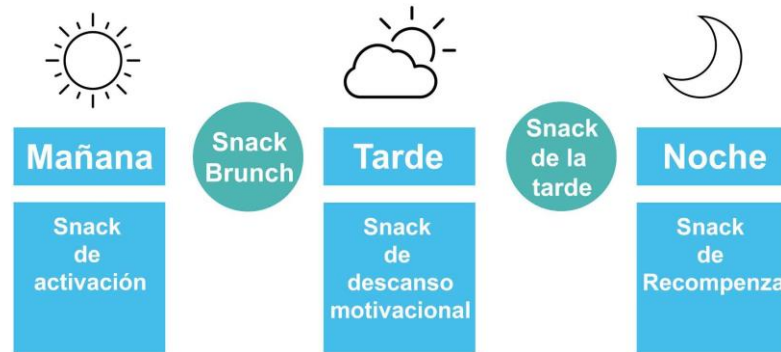 Mañana
Snack
Brunch
Tarde
Snack
de la
tarde
Noche
Snack
de
activación
Snack
de
descanso
motivacional
Snack
de
Recompenza